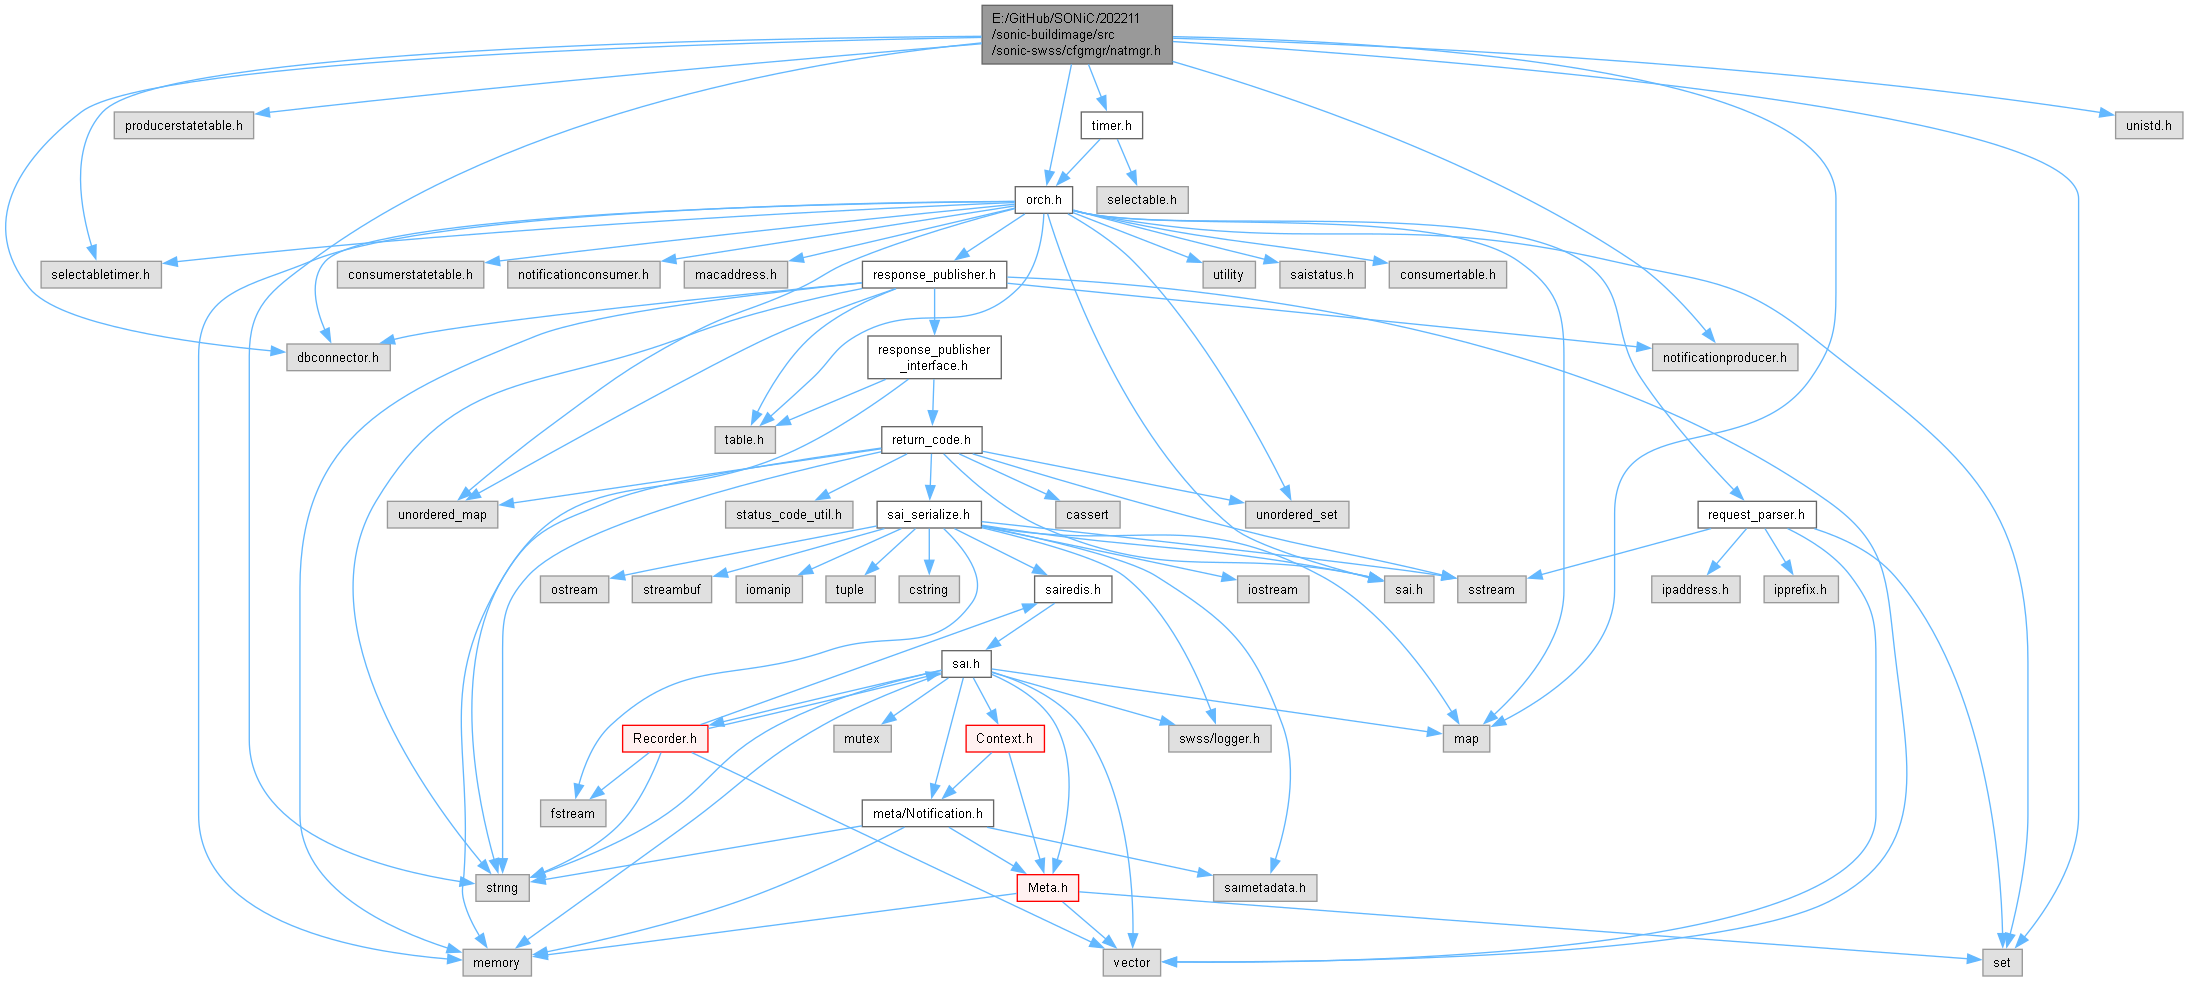 E:/GitHub/SONiC/202211
/sonic-buildimage/src
/sonic-swss/cfgmgr/natmgr.h
producerstatetable.h
timer.h
unistd.h
orch.h
selectable.h
selectabletimer.h
consumerstatetable.h
notificationconsumer.h
macaddress.h
response_publisher.h
utility
saistatus.h
consumertable.h
dbconnector.h
response_publisher
_interface.h
notificationproducer.h
table.h
return_code.h
unordered_map
status_code_util.h
sai_serialize.h
cassert
unordered_set
request_parser.h
ostream
streambuf
iomanip
tuple
cstring
sairedis.h
iostream
sai.h
sstream
ipaddress.h
ipprefix.h
sai.h
Recorder.h
mutex
Context.h
swss/logger.h
map
fstream
meta/Notification.h
string
Meta.h
saimetadata.h
memory
vector
set